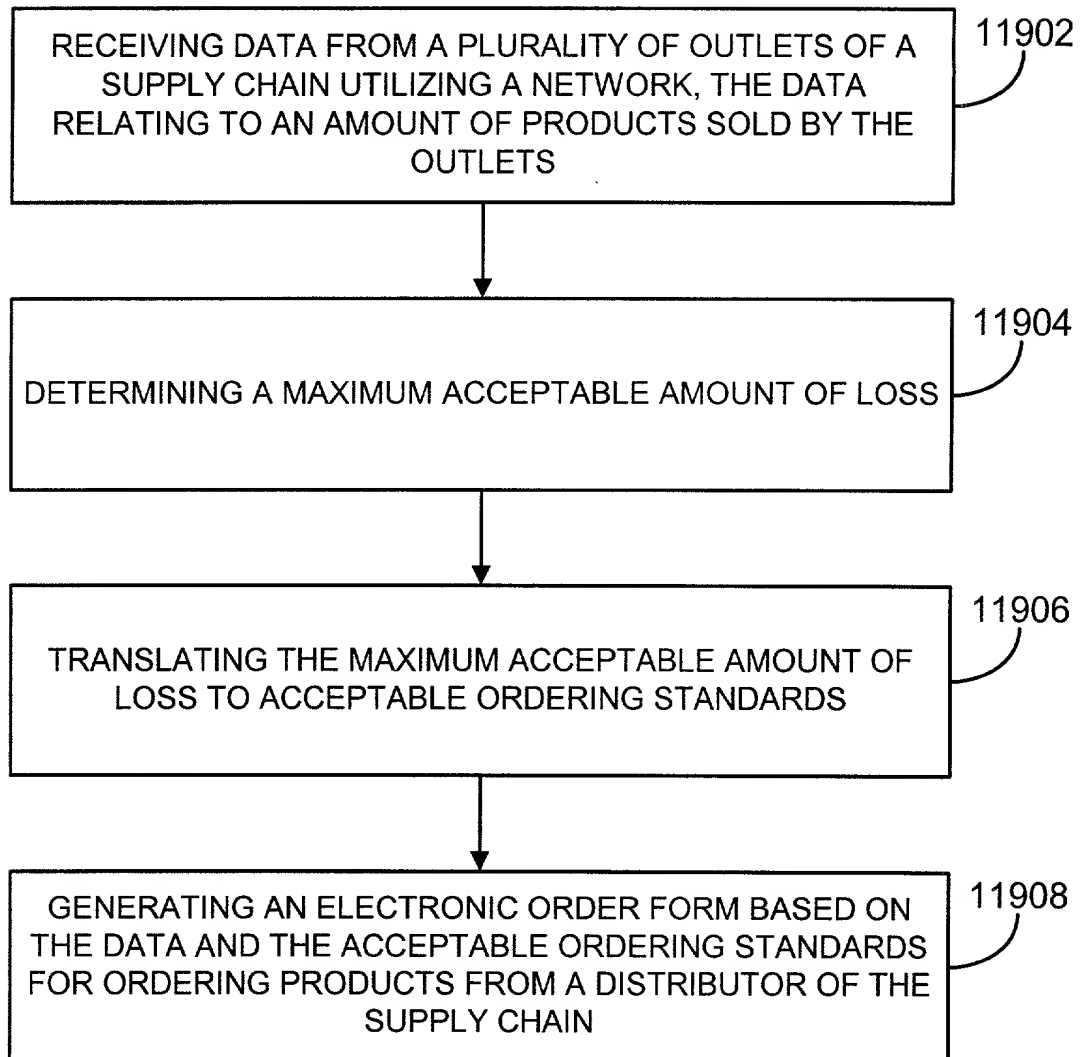 RECEIVING DATA FROM A PLURALITY OF OUTLETS OF A
SUPPLY CHAIN UTILIZING A NETWORK, THE DATA
RELATING TO AN AMOUNT OF PRODUCTS SOLD BY THE
OUTLETS
11902
DETERMINING A MAXIMUM ACCEPTABLE AMOUNT OF LOSS
11904
TRANSLATING THE MAXIMUM ACCEPTABLE AMOUNT OF
LOSS TO ACCEPTABLE ORDERING STANDARDS
11906
GENERATING AN ELECTRONIC ORDER FORM BASED ON
THE DATA AND THE ACCEPTABLE ORDERING STANDARDS
FOR ORDERING PRODUCTS FROM A DISTRIBUTOR OF THE
SUPPLY CHAIN
11908